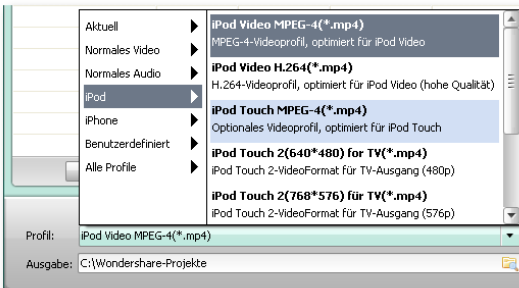 Aktuell
Normales Video
Normales Audio
iPod
iPhone
Benutzerdefiniert
Alle Profile
iPod Video MPEG-4(*.mp4)
MPEG-4-Videoprofil, optimiert für iPod Video
iPod Video H.264(*.mp4)
H.264-Videoprofil, optimiert für iPod Video (hohe Qualität)
iPod Touch MPEG-4(*.mp4)
Optionales Videoprofil, optimiert für iPod Touch
iPod Touch 2(640*480) for TV(*.mp4)
iPod Touch 2-VideoFormat für TV-Ausgang (480p)
iPod Touch 2(768*576) für TV(*.mp4)
iPod Touch 2-VideoFormat für TV-Ausgang (576p)
Profil: iPod Video MPEG-4(*.mp4)
Ausgabe: C:\Wondershare-Projekte